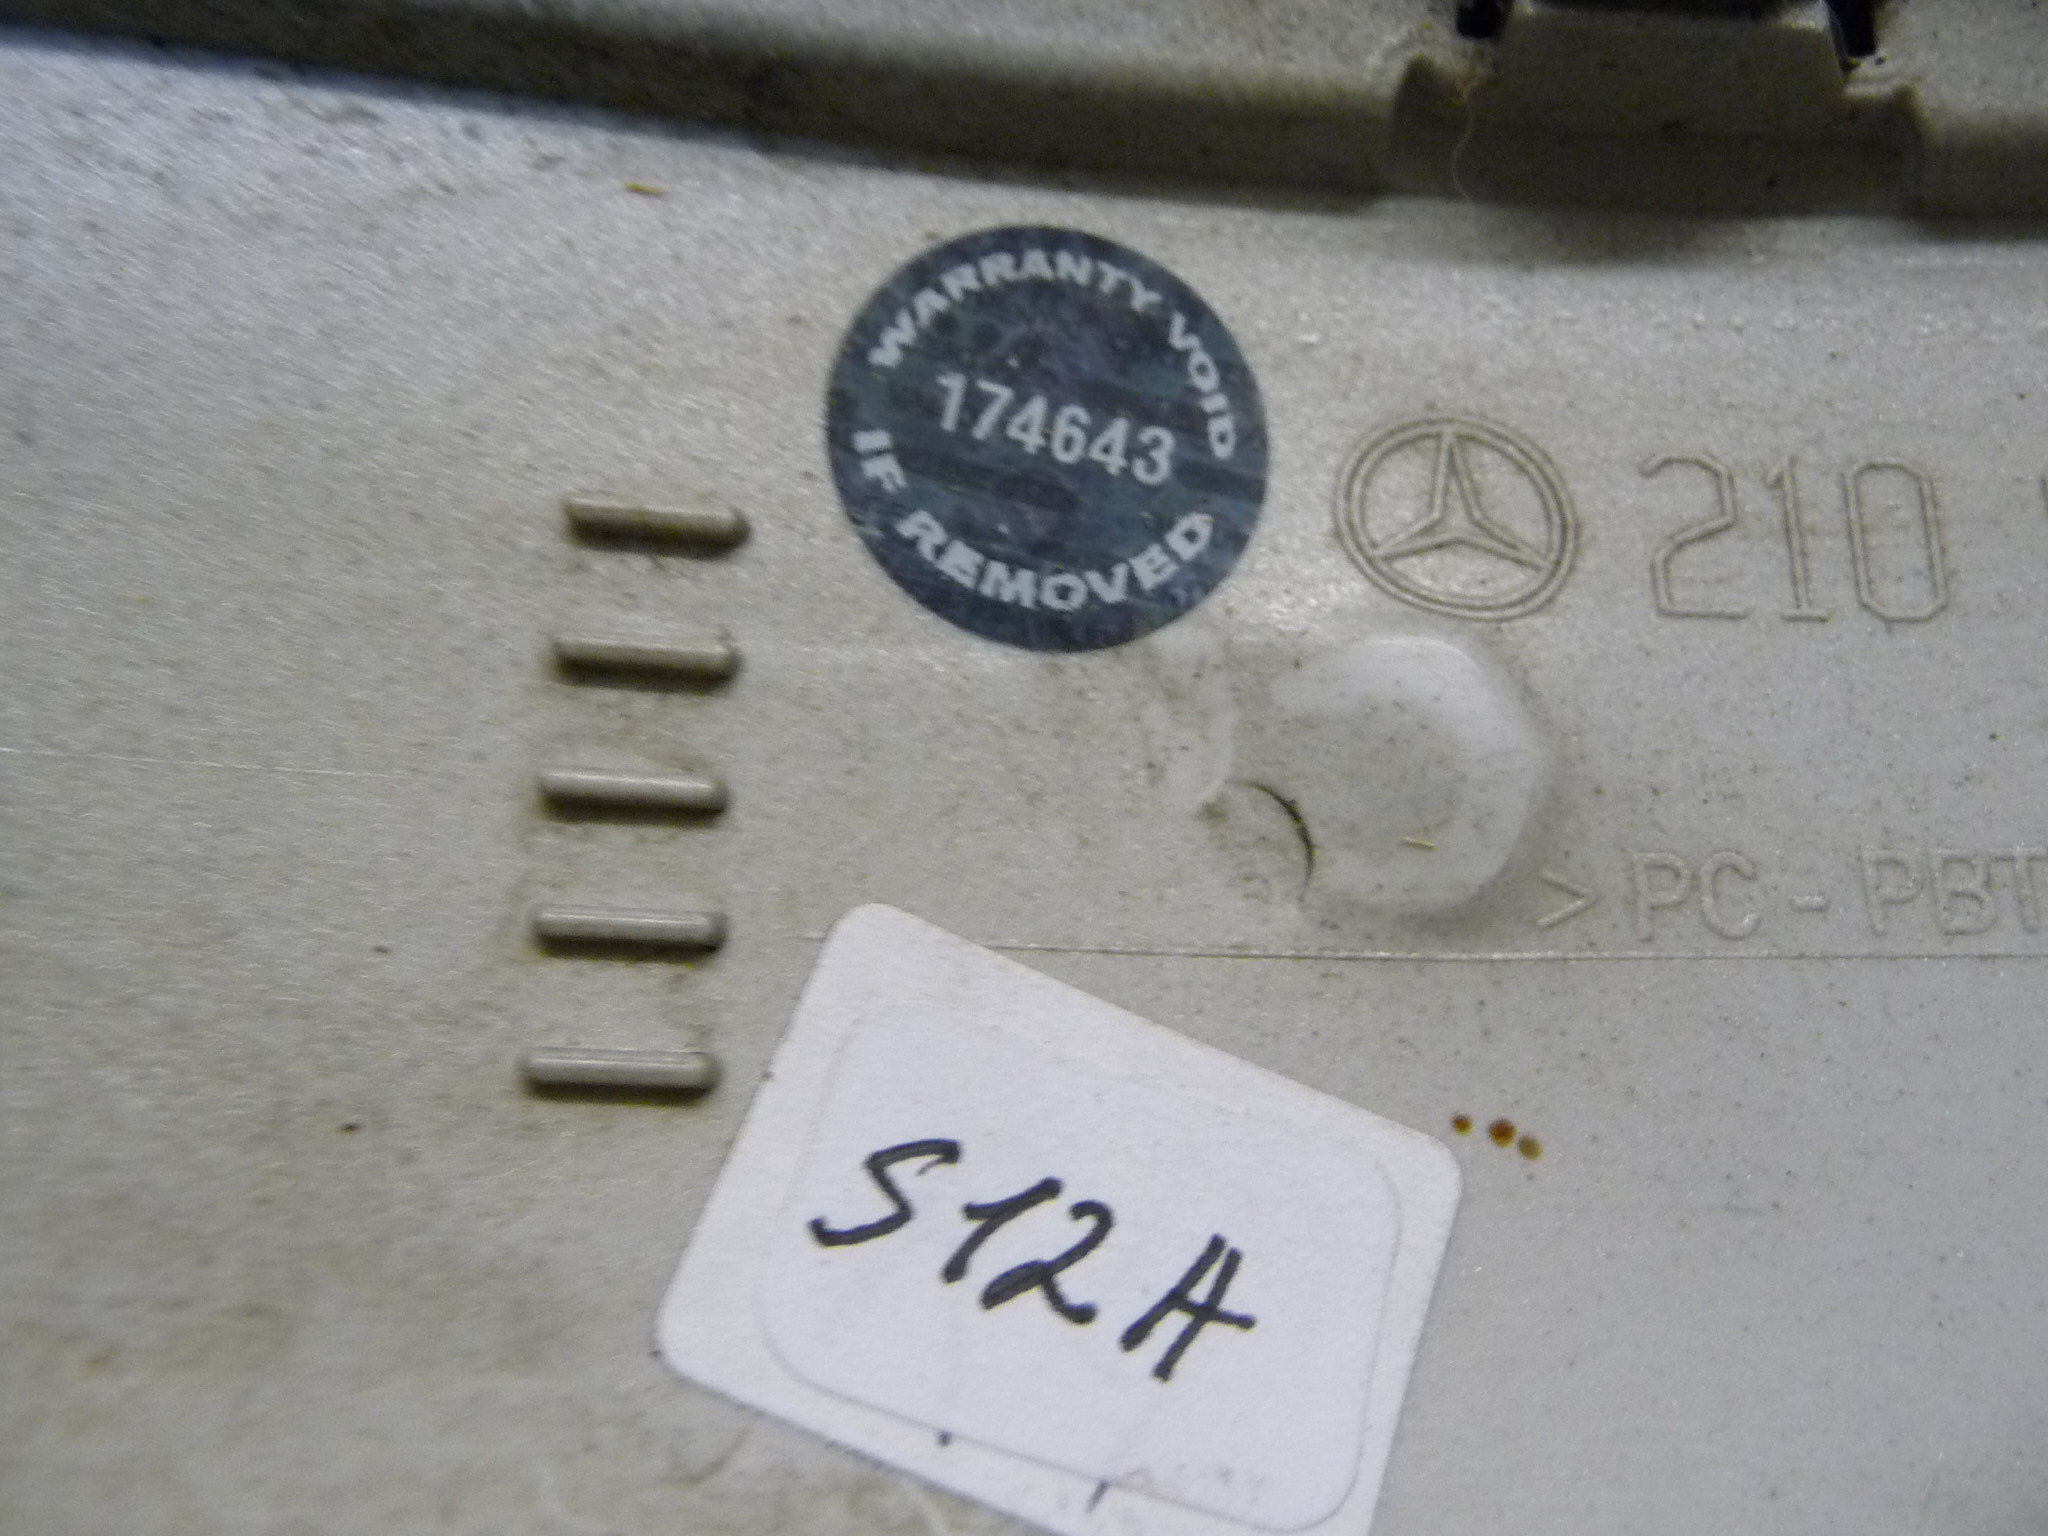 WARRANTY VOID
174643
IF REMOVED
210
>PC-PBT
S12A